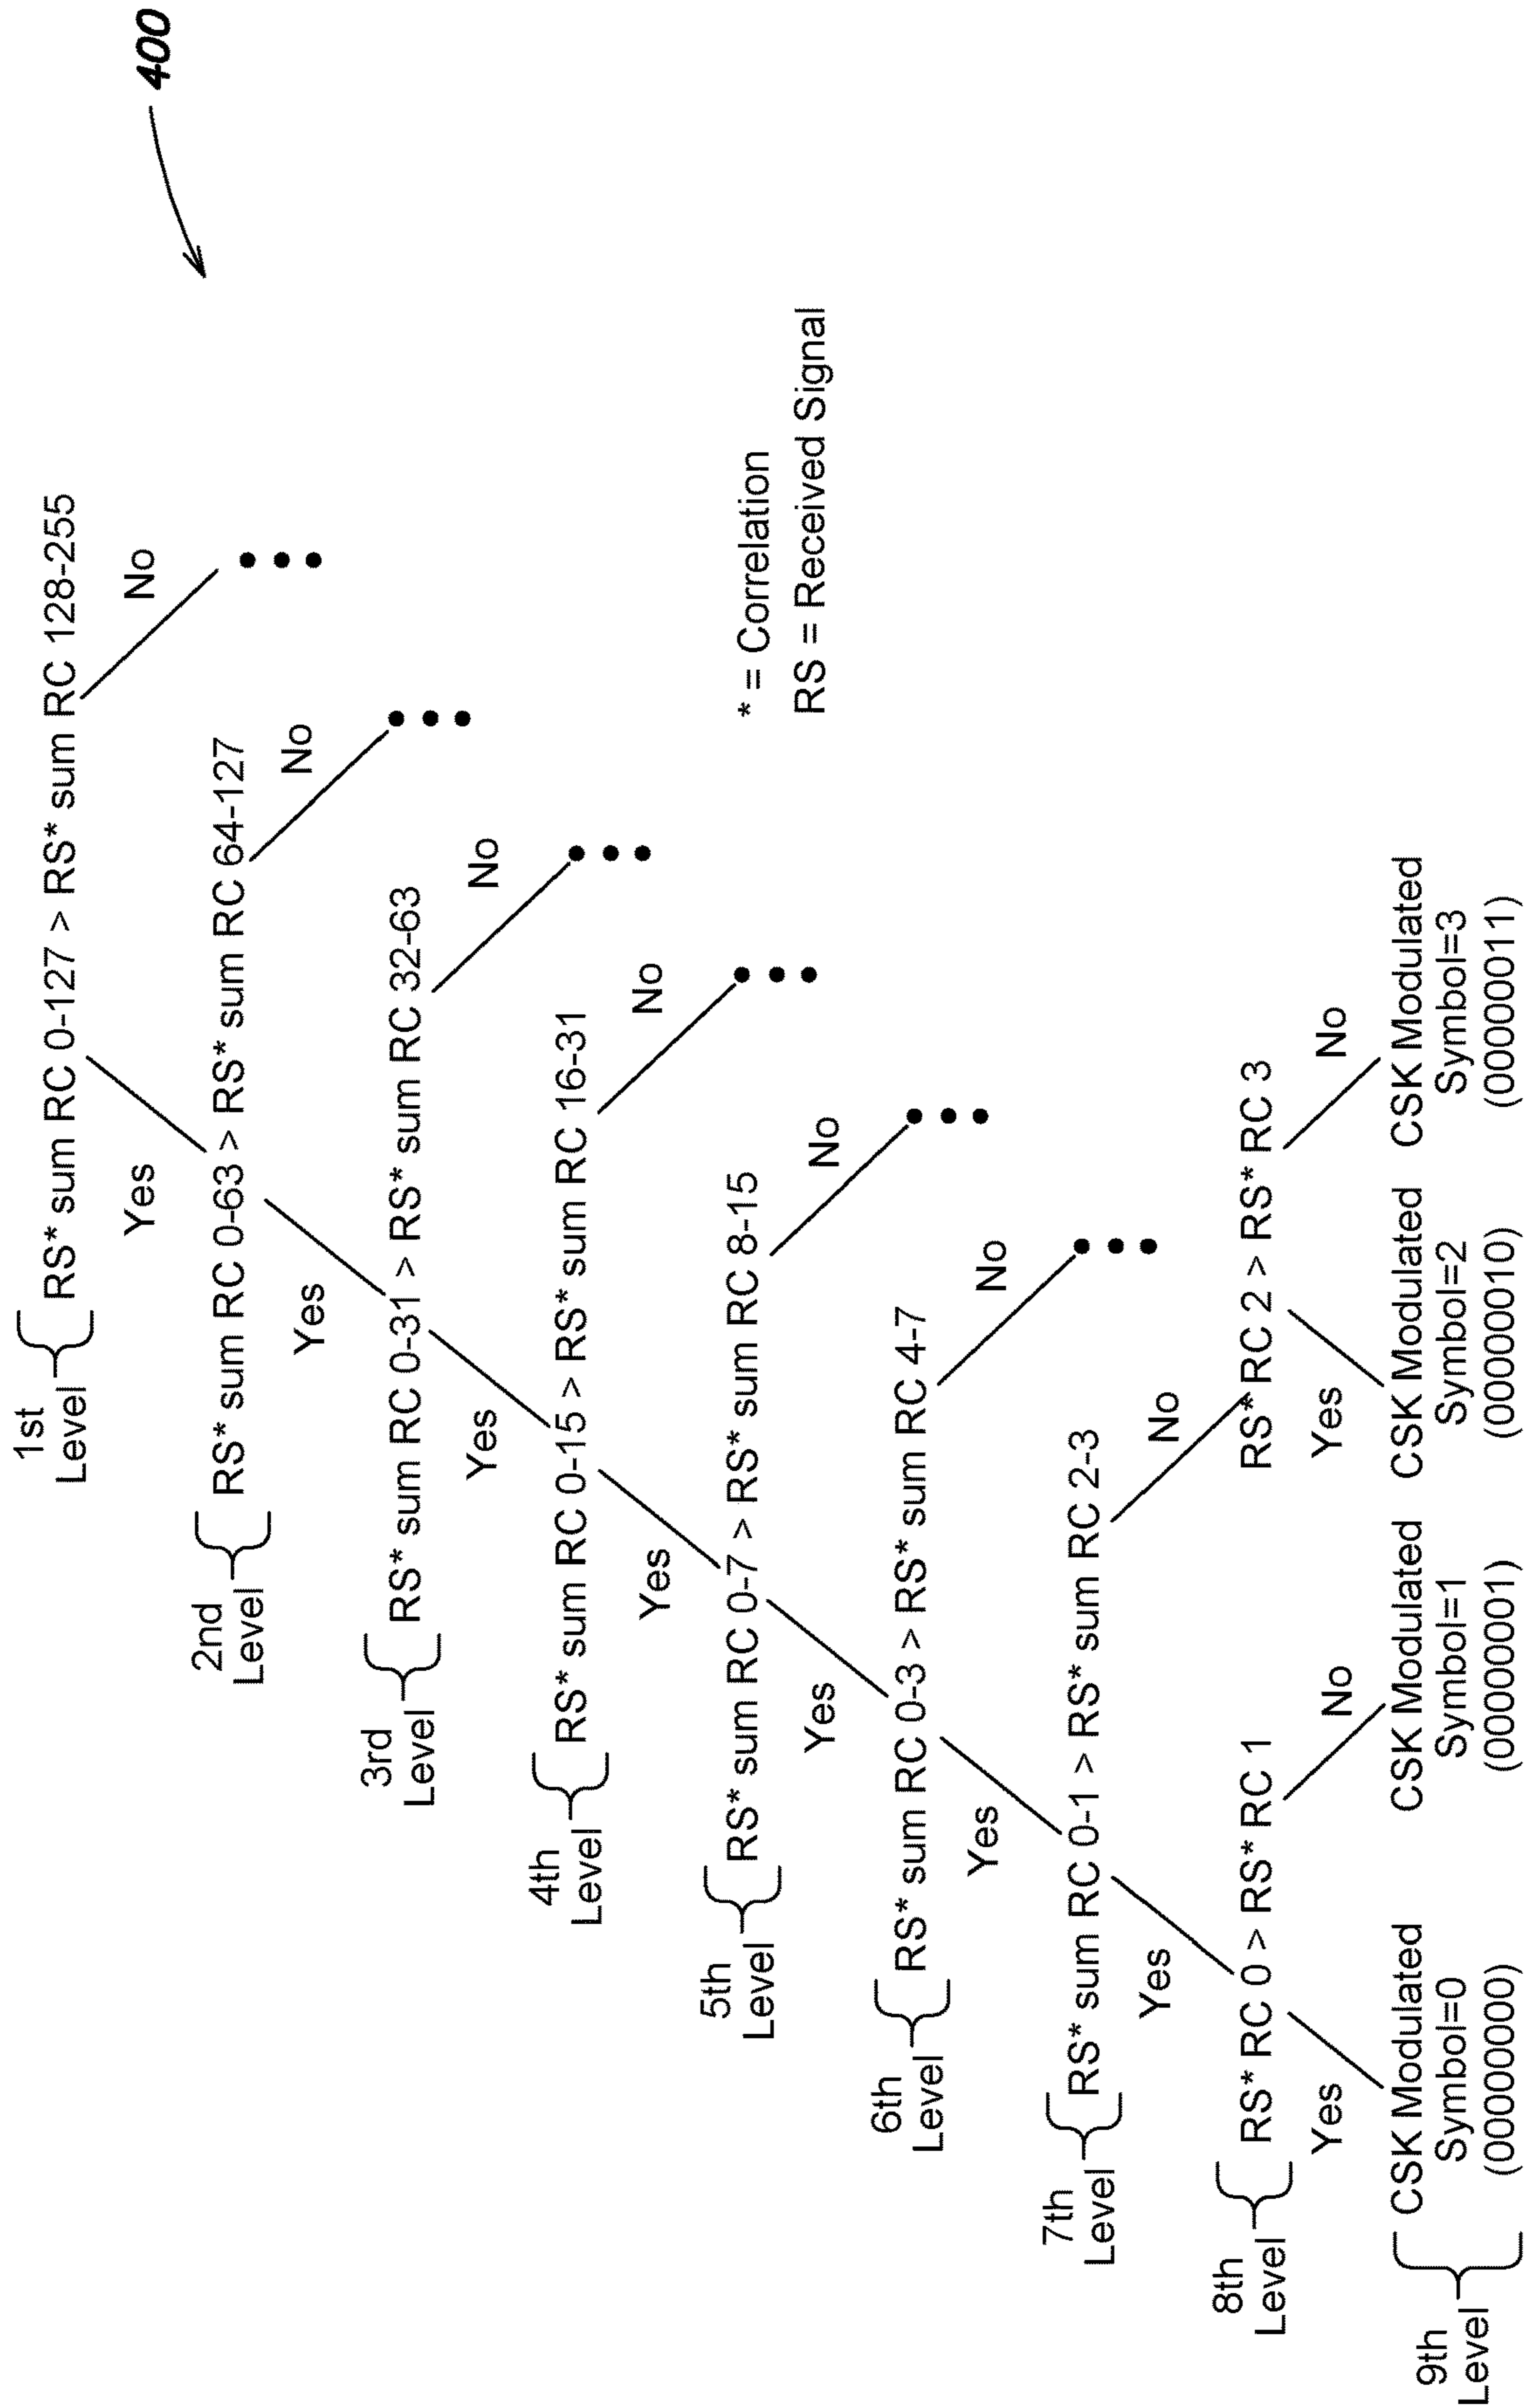 400
1st
Level
RS* sum RC 0-127 > RS* sum RC 128-255
Yes
No
2nd
Level
RS* sum RC 0-63 > RS* sum RC 64-127
Yes
No
3rd
Level
RS* sum RC 0-31 > RS* sum RC 32-63
Yes
No
4th
Level
RS* sum RC 0-15 > RS* sum RC 16-31
Yes
No
5th
Level
RS* sum RC 0-7 > RS* sum RC 8-15
Yes
No
6th
Level
RS* sum RC 0-3 > RS* sum RC 4-7
Yes
No
7th
Level
RS* sum RC 0-1 > RS* sum RC 2-3
Yes
No
8th
Level
RS* RC 0 > RS* RC 1
RS* RC 2 > RS* RC 3
Yes
No
Yes
No
9th
Level
CSK Modulated
Symbol=0
(00000000)
CSK Modulated
Symbol=1
(00000001)
CSK Modulated
Symbol=2
(00000010)
CSK Modulated
Symbol=3
(00000011)
* = Correlation
RS = Received Signal